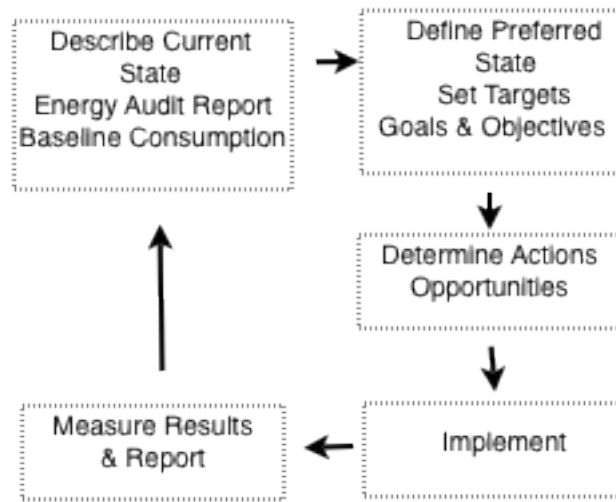 Describe Current
State
Energy Audit Report
Baseline Consumption
Define Preferred
State
Set Targets
Goals & Objectives
Determine Actions
Opportunities
Implement
Measure Results
& Report